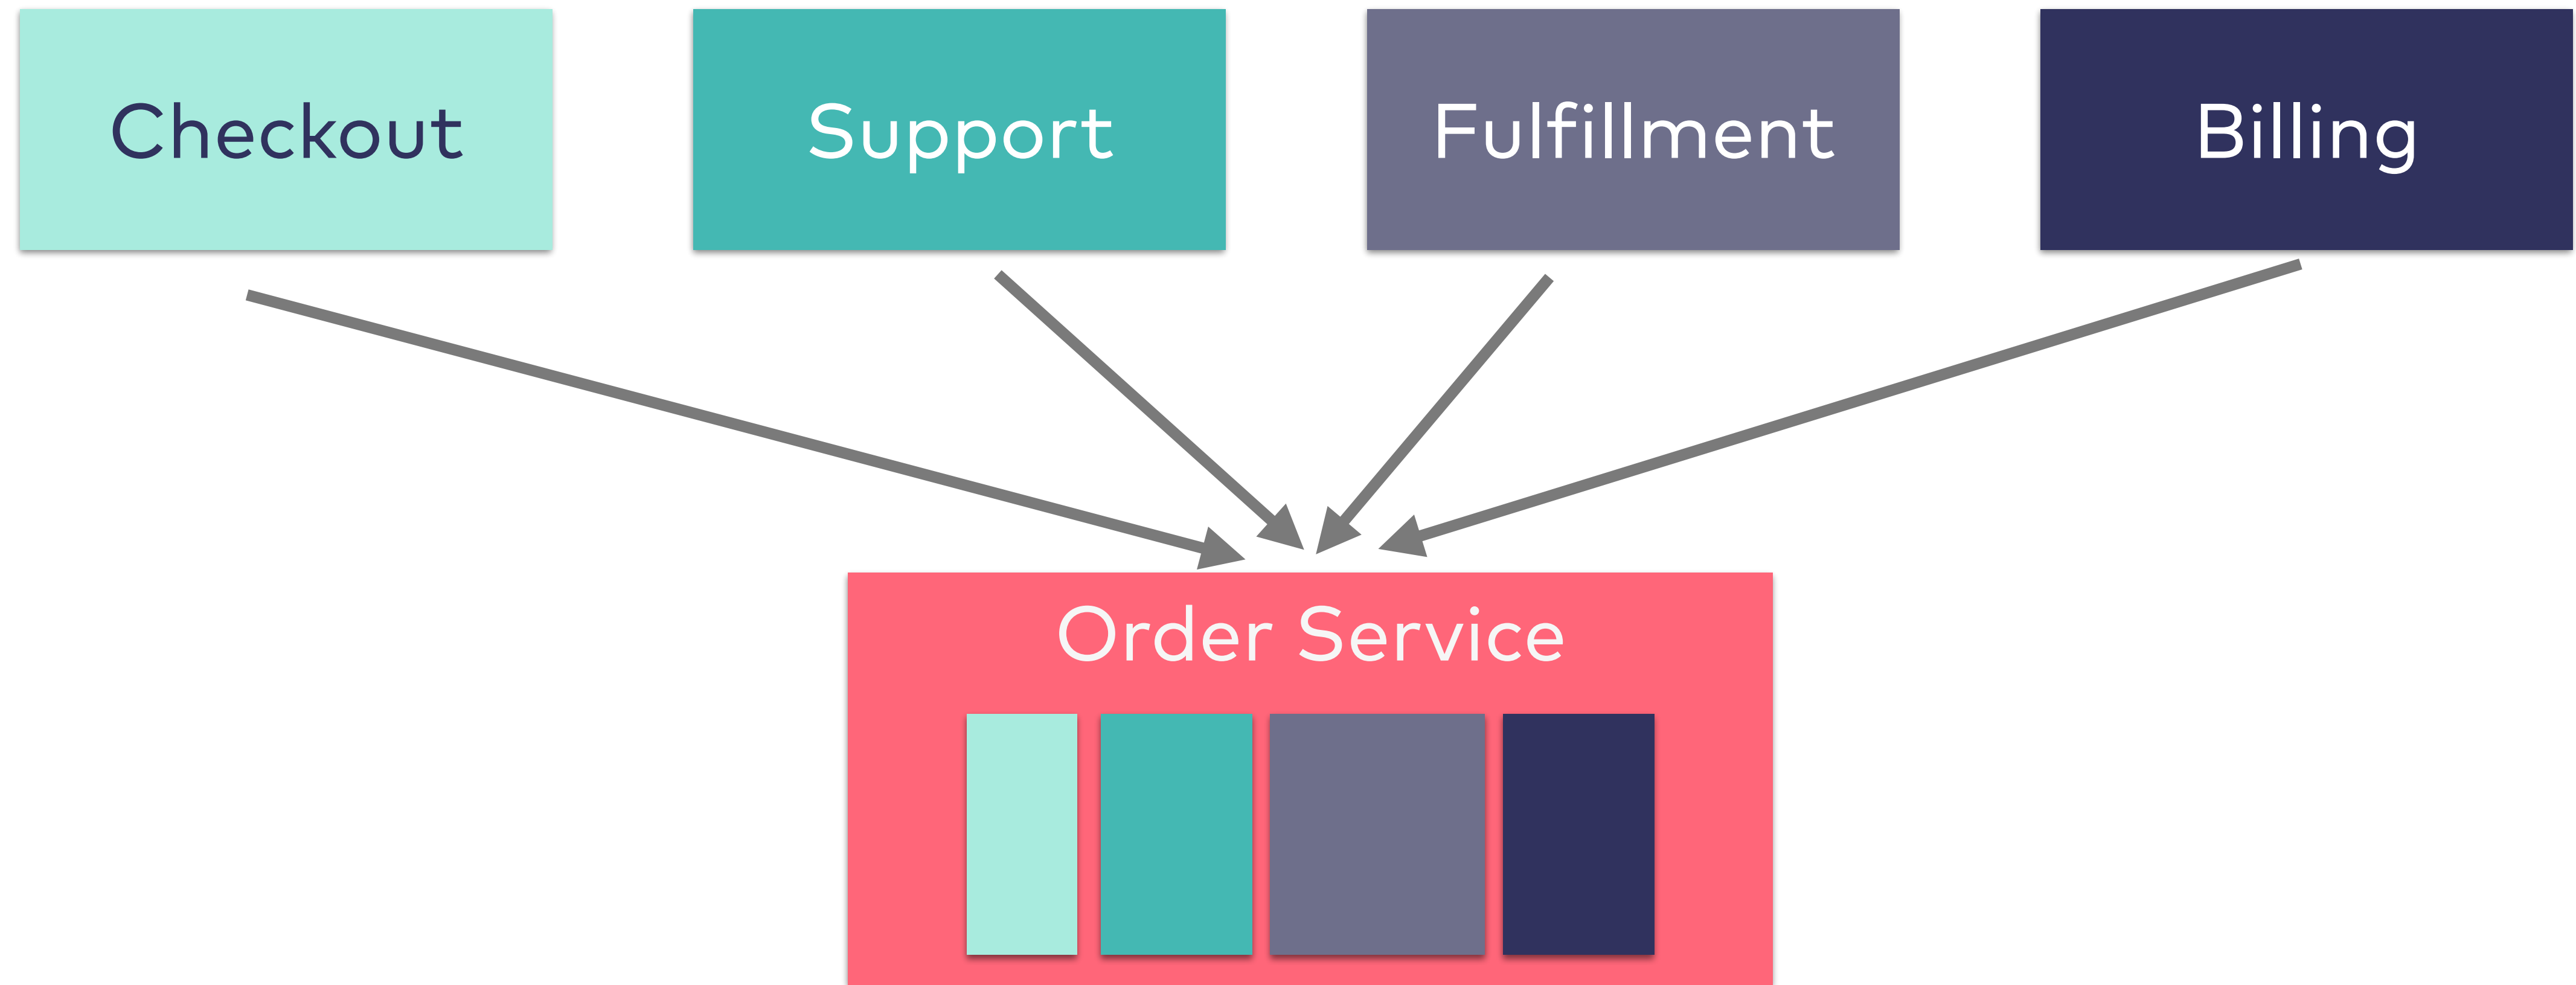 Checkout
Support
Fulfillment
Billing
Order Service